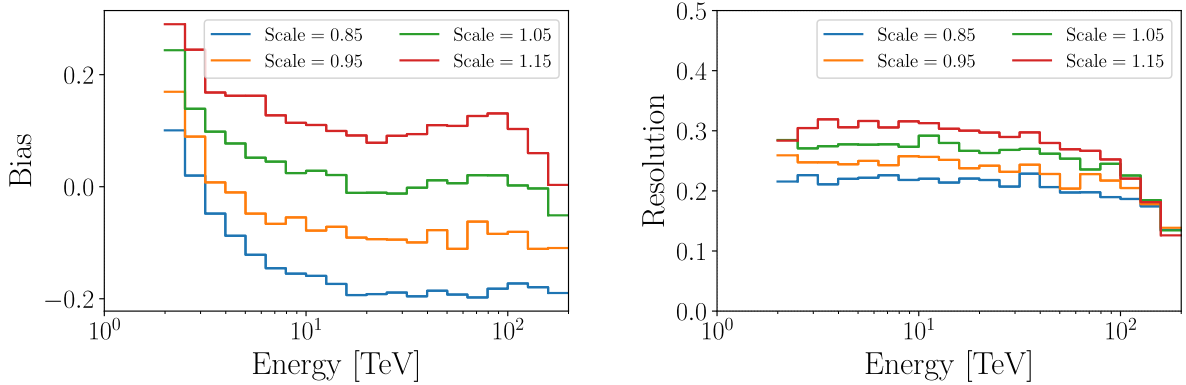 Bias
0.2
0.0
−0.2
Scale = 0.85
Scale = 0.95
Scale = 1.05
Scale = 1.15
10^0
10^1
10^2
Energy [TeV]
Resolution
0.5
0.4
0.3
0.2
0.1
0.0
Scale = 0.85
Scale = 0.95
Scale = 1.05
Scale = 1.15
10^0
10^1
10^2
Energy [TeV]